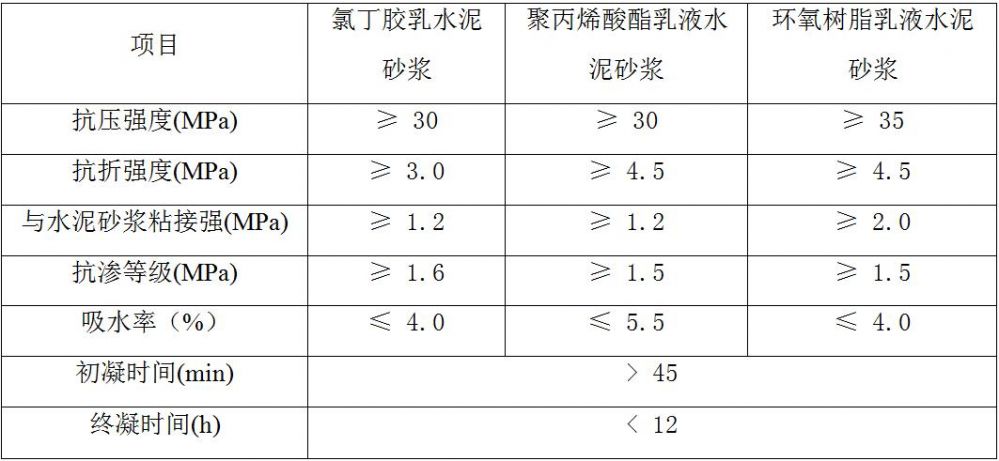 项目 氯丁胶乳水泥砂浆 聚丙烯酸酯乳液水泥砂浆 环氧树脂乳液水泥砂浆
抗压强度(MPa) ≥ 30 ≥ 30 ≥ 35
抗折强度(MPa) ≥ 3.0 ≥ 4.5 ≥ 4.5
与水泥砂浆粘接强(MPa) ≥ 1.2 ≥ 1.2 ≥ 2.0
抗渗等级(MPa) ≥ 1.6 ≥ 1.5 ≥ 1.5
吸水率（%） ≤ 4.0 ≤ 5.5 ≤ 4.0
初凝时间(min) > 45
终凝时间(h) < 12